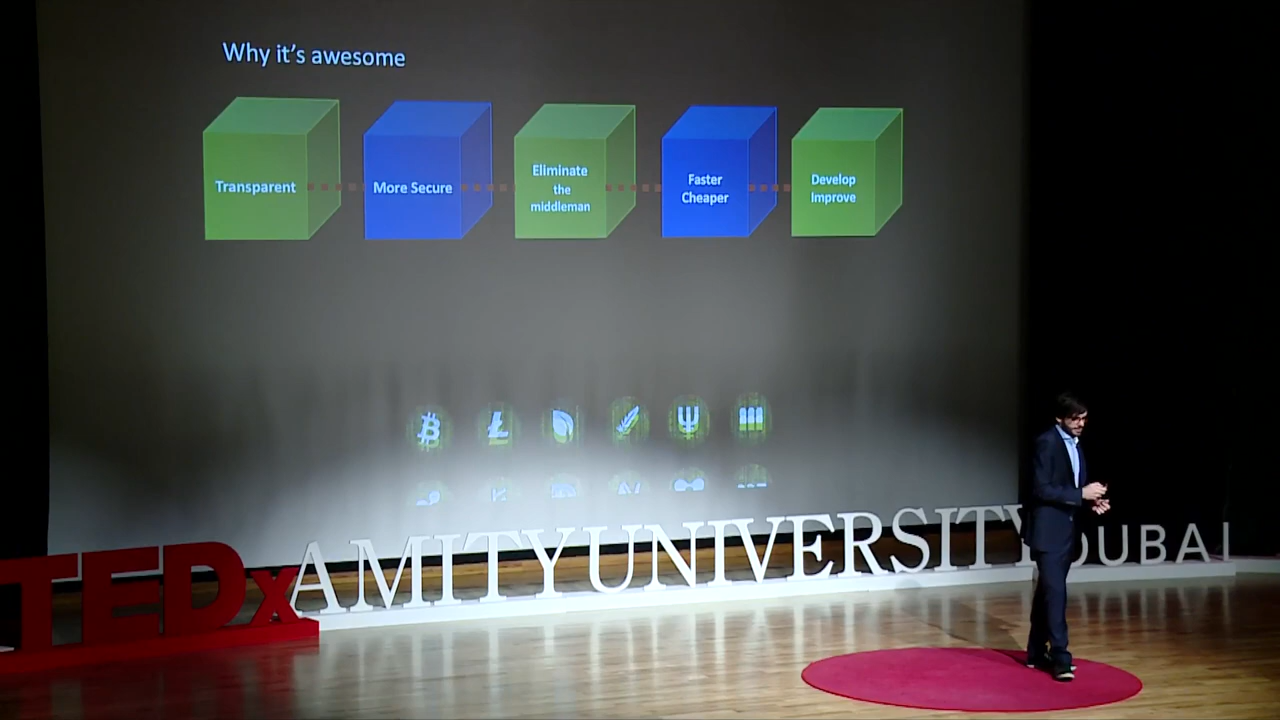 Why it's awesome
Transparent
More Secure
Eliminate
the
middleman
Faster
Cheaper
Develop
Improve
TEDx
AMITYUNIVERSITY
DUBAI